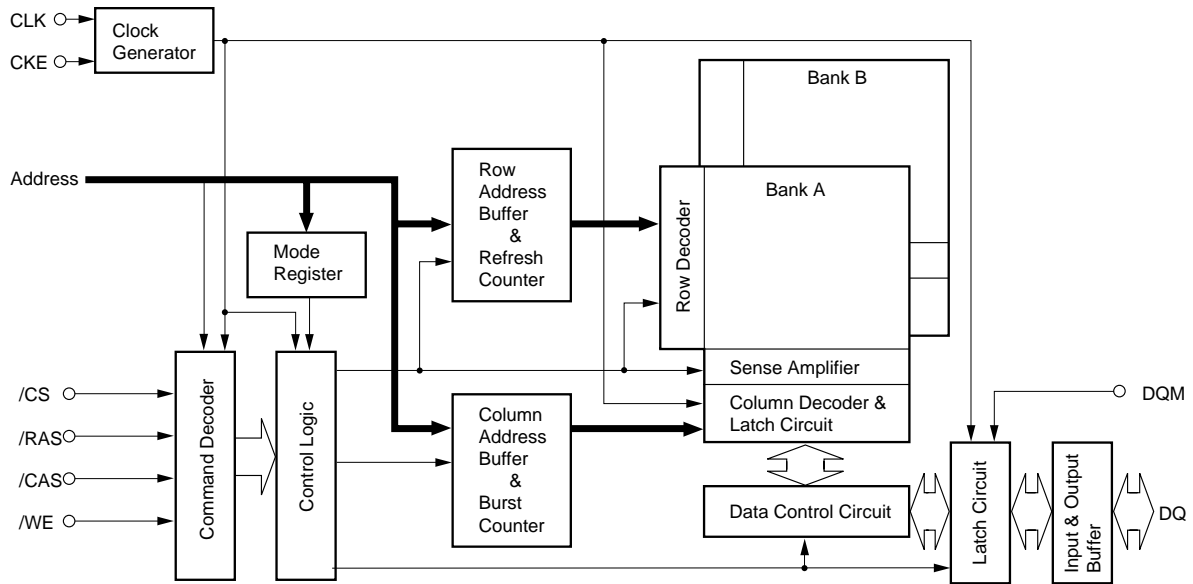 CLK
CKE
Clock
Generator
Bank B
Address
Row
Address
Buffer
&
Refresh
Counter
Bank A
Row Decoder
Mode
Register
Sense Amplifier
Column Decoder &
Latch Circuit
/CS
/RAS
/CAS
/WE
Command Decoder
Control Logic
Column
Address
Buffer
&
Burst
Counter
Data Control Circuit
DQM
Latch Circuit
Input & Output
Buffer
DQ